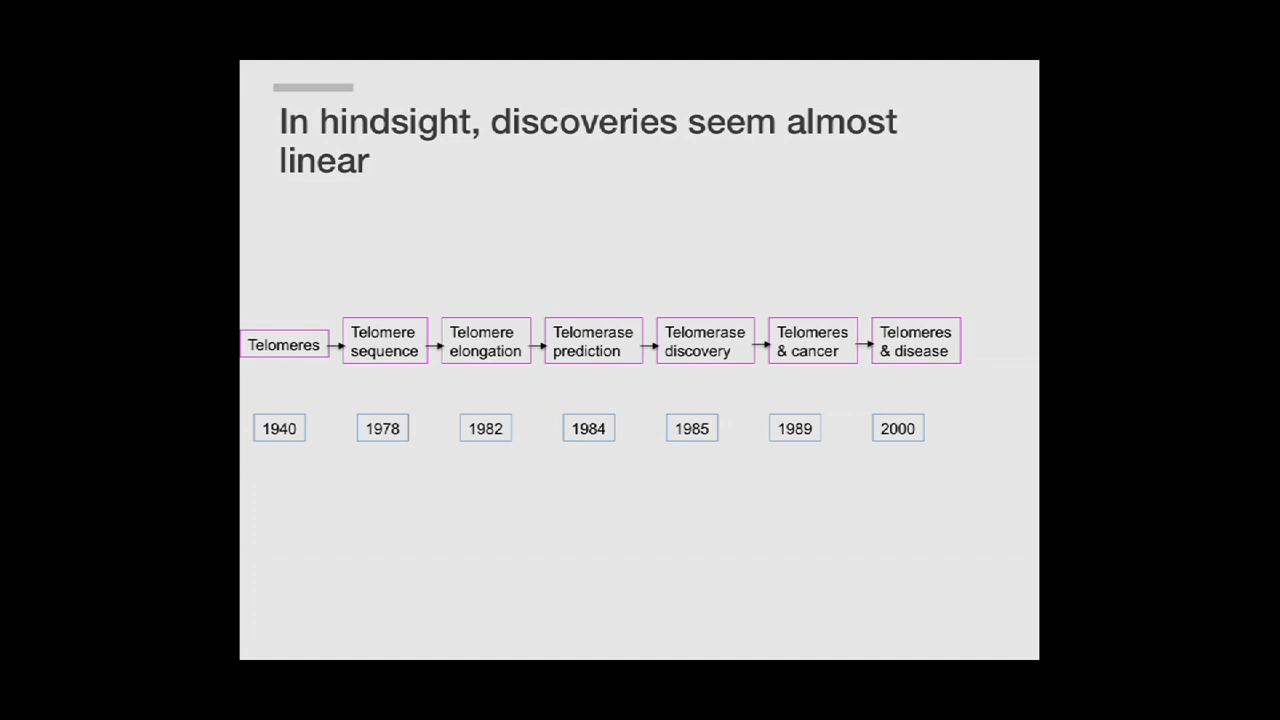 In hindsight, discoveries seem almost
linear
Telomeres
Telomere
sequence
Telomere
elongation
Telomerase
prediction
Telomerase
discovery
Telomeres
& cancer
Telomeres
& disease
1940
1978
1982
1984
1985
1989
2000